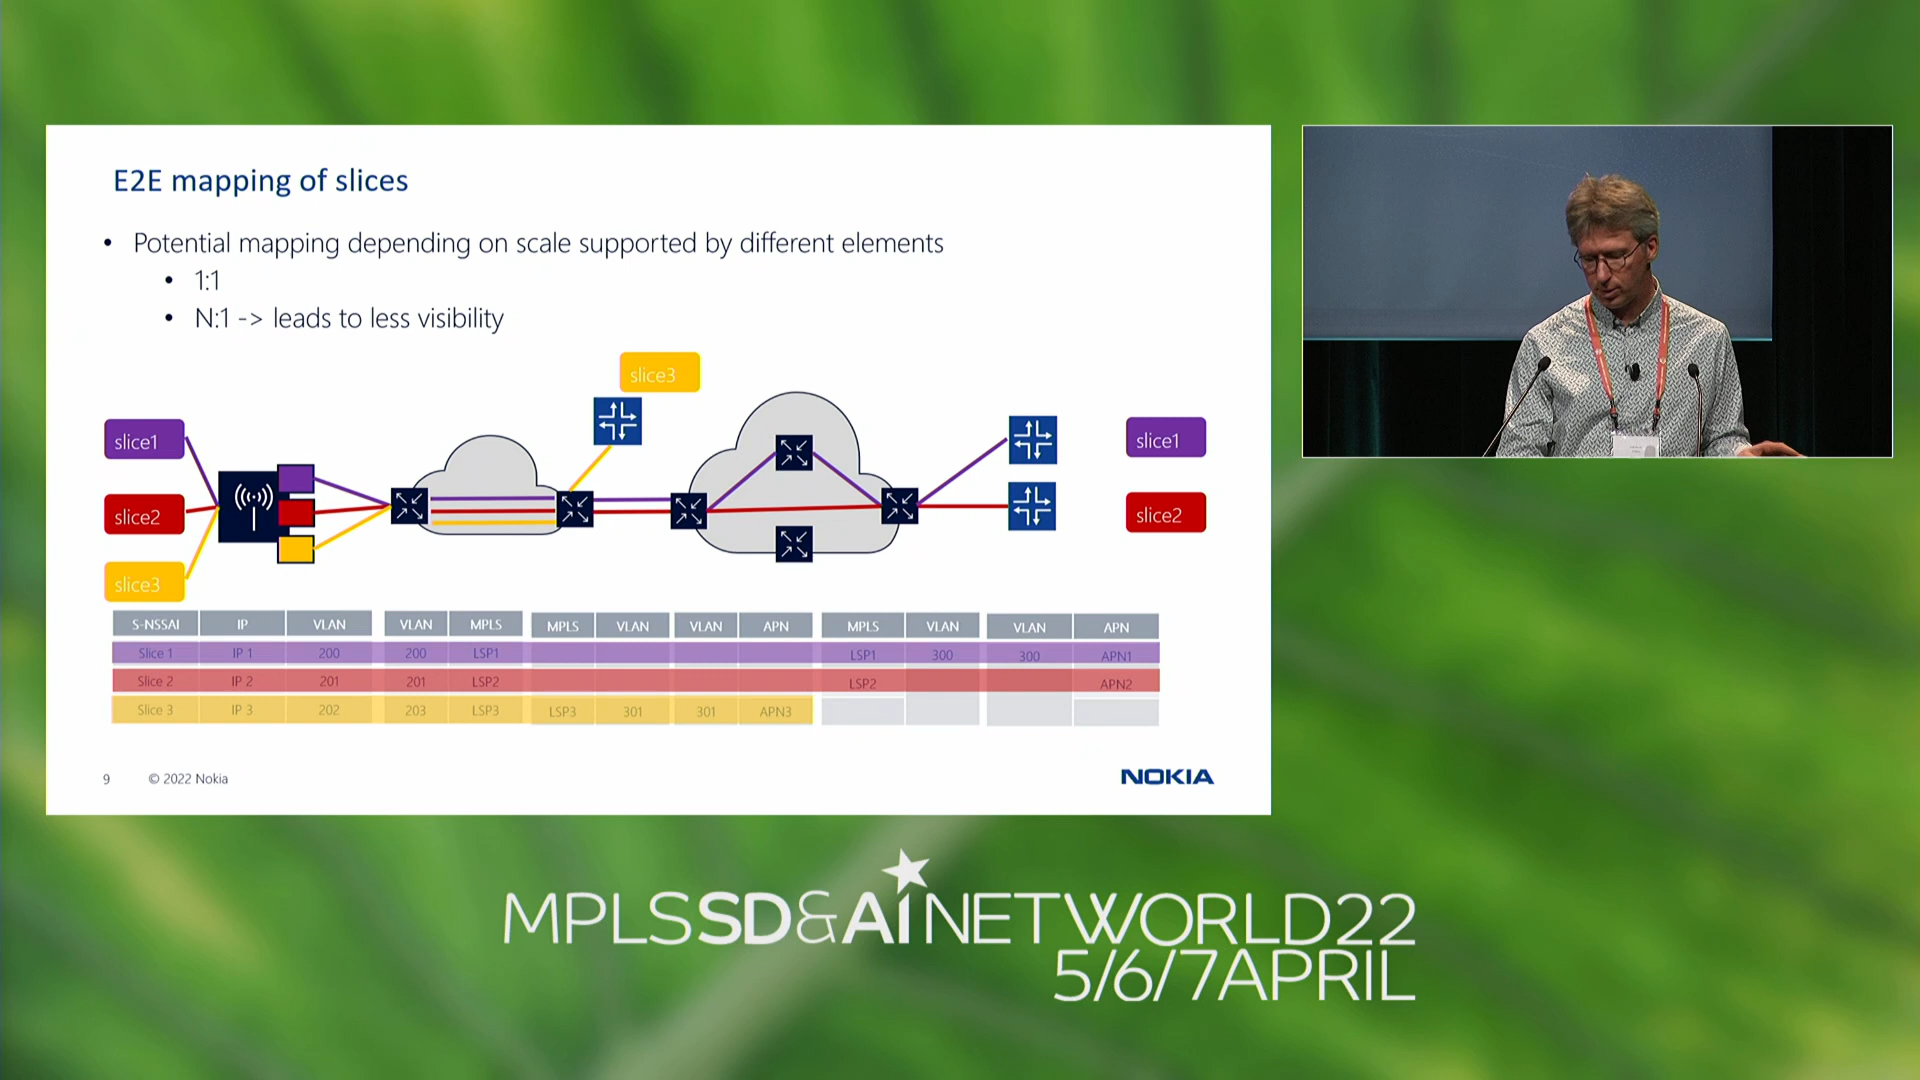 E2E mapping of slices
• Potential mapping depending on scale supported by different elements
• 1:1
• N:1 -> leads to less visibility
slice3
slice1
slice1
slice2
slice2
slice3
S-NSSAI IP VLAN VLAN MPLS MPLS VLAN VLAN APN MPLS VLAN VLAN APN
Slice 1 IP 1 200 200 LSP1 LSP1 300 300 APN1
Slice 2 IP 2 201 201 LSP2 LSP2 APN2
Slice 3 IP 3 202 203 LSP3 LSP3 301 301 APN3
9 © 2022 Nokia NOKIA
MPLSSD&AINETWORLD22
5/6/7APRIL